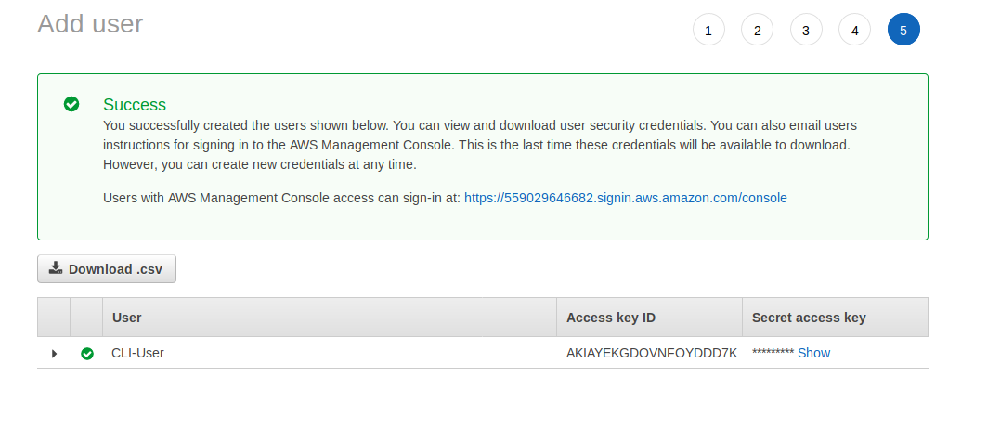 Add user
1 2 3 4 5
Success
You successfully created the users shown below. You can view and download user security credentials. You can also email users
instructions for signing in to the AWS Management Console. This is the last time these credentials will be available to download.
However, you can create new credentials at any time.
Users with AWS Management Console access can sign-in at: https://559029646682.signin.aws.amazon.com/console
Download .csv
User Access key ID Secret access key
CLI-User AKIAYEKGDOVNFOYDDD7K ********* Show